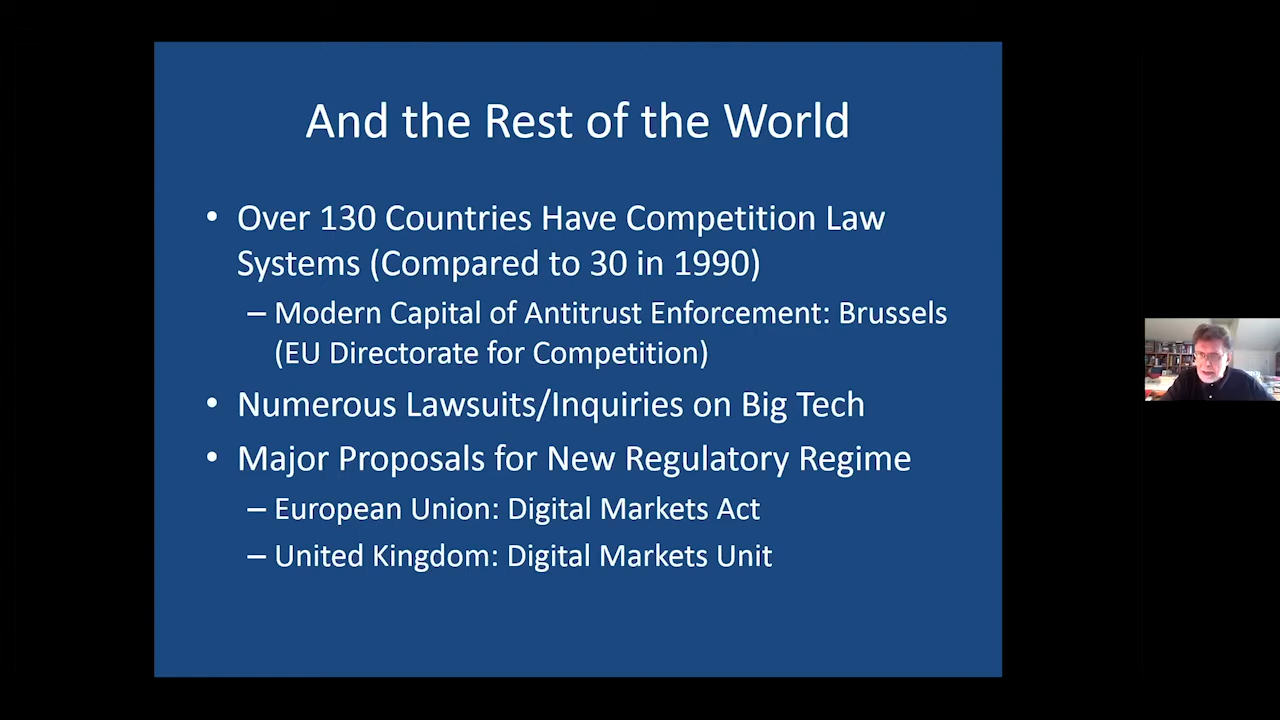 And the Rest of the World
• Over 130 Countries Have Competition Law
Systems (Compared to 30 in 1990)
– Modern Capital of Antitrust Enforcement: Brussels
(EU Directorate for Competition)
• Numerous Lawsuits/Inquiries on Big Tech
• Major Proposals for New Regulatory Regime
– European Union: Digital Markets Act
– United Kingdom: Digital Markets Unit